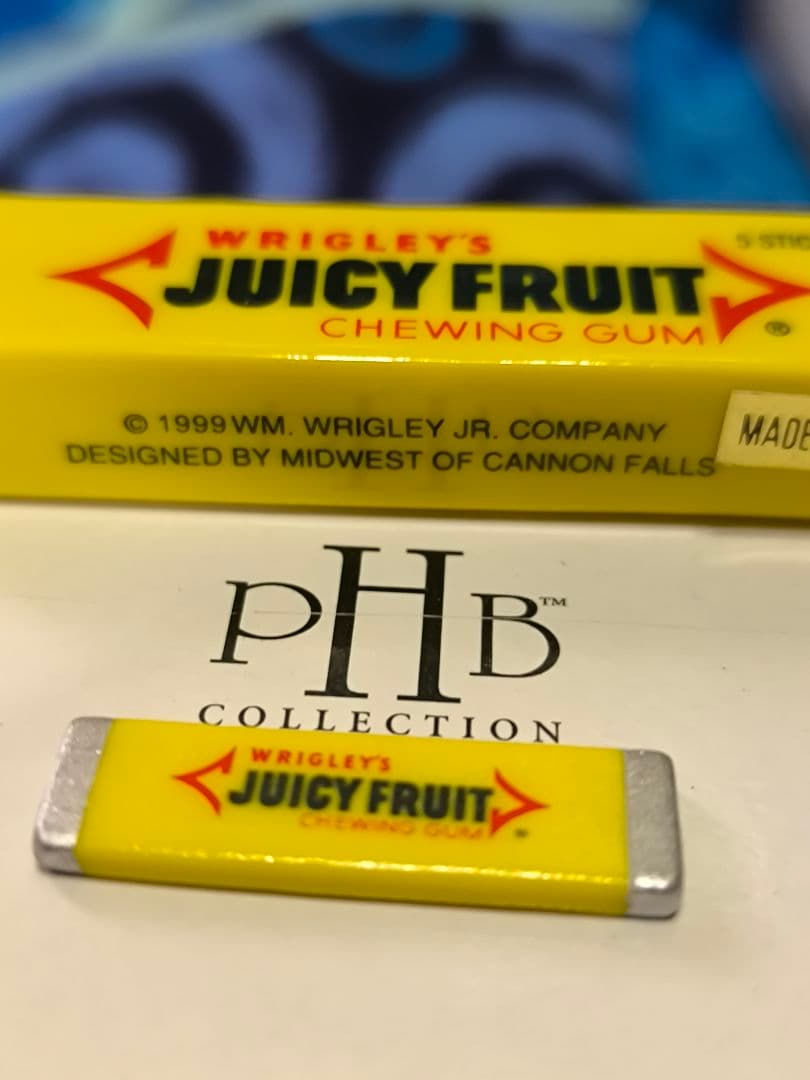 WRIGLEY'S
JUICY FRUIT
CHEWING GUM ®
© 1999 WM. WRIGLEY JR. COMPANY
DESIGNED BY MIDWEST OF CANNON FALLS
MADE
PHB™
COLLECTION
WRIGLEY'S
JUICY FRUIT
CHEWING GUM